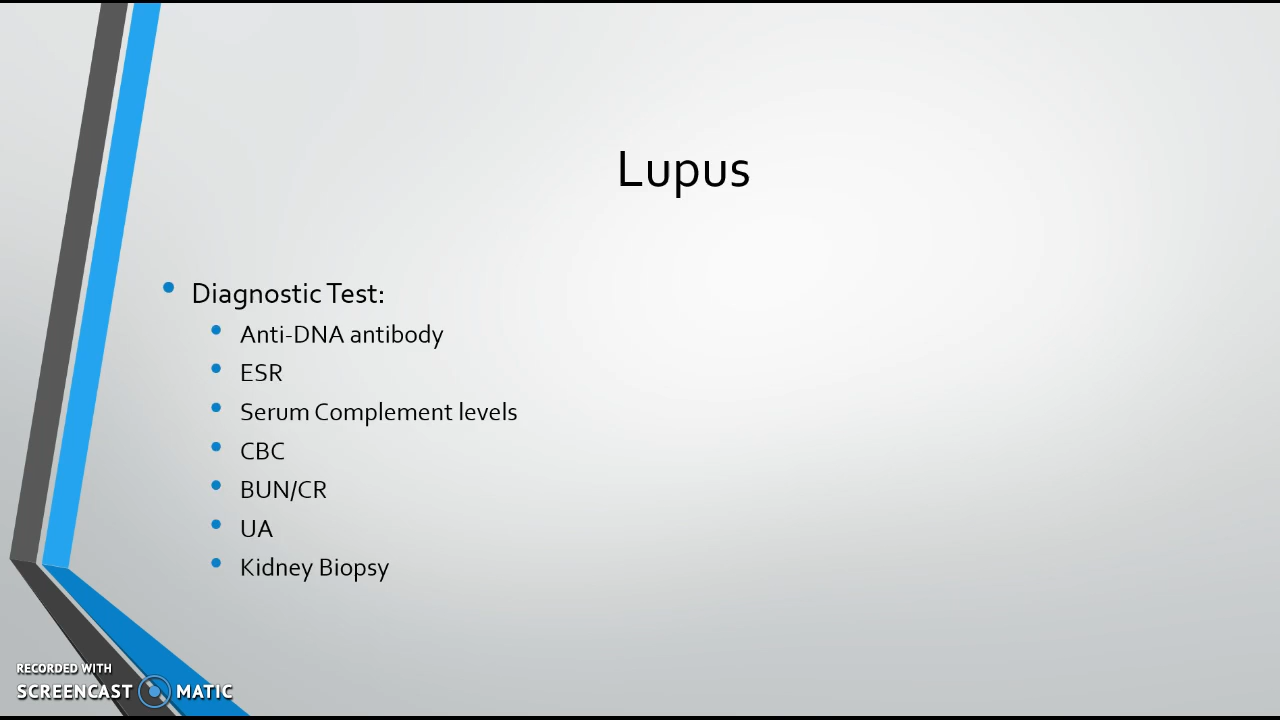 Lupus
Diagnostic Test:
Anti-DNA antibody
ESR
Serum Complement levels
CBC
BUN/CR
UA
Kidney Biopsy
RECORDED WITH
SCREENCAST MATIC